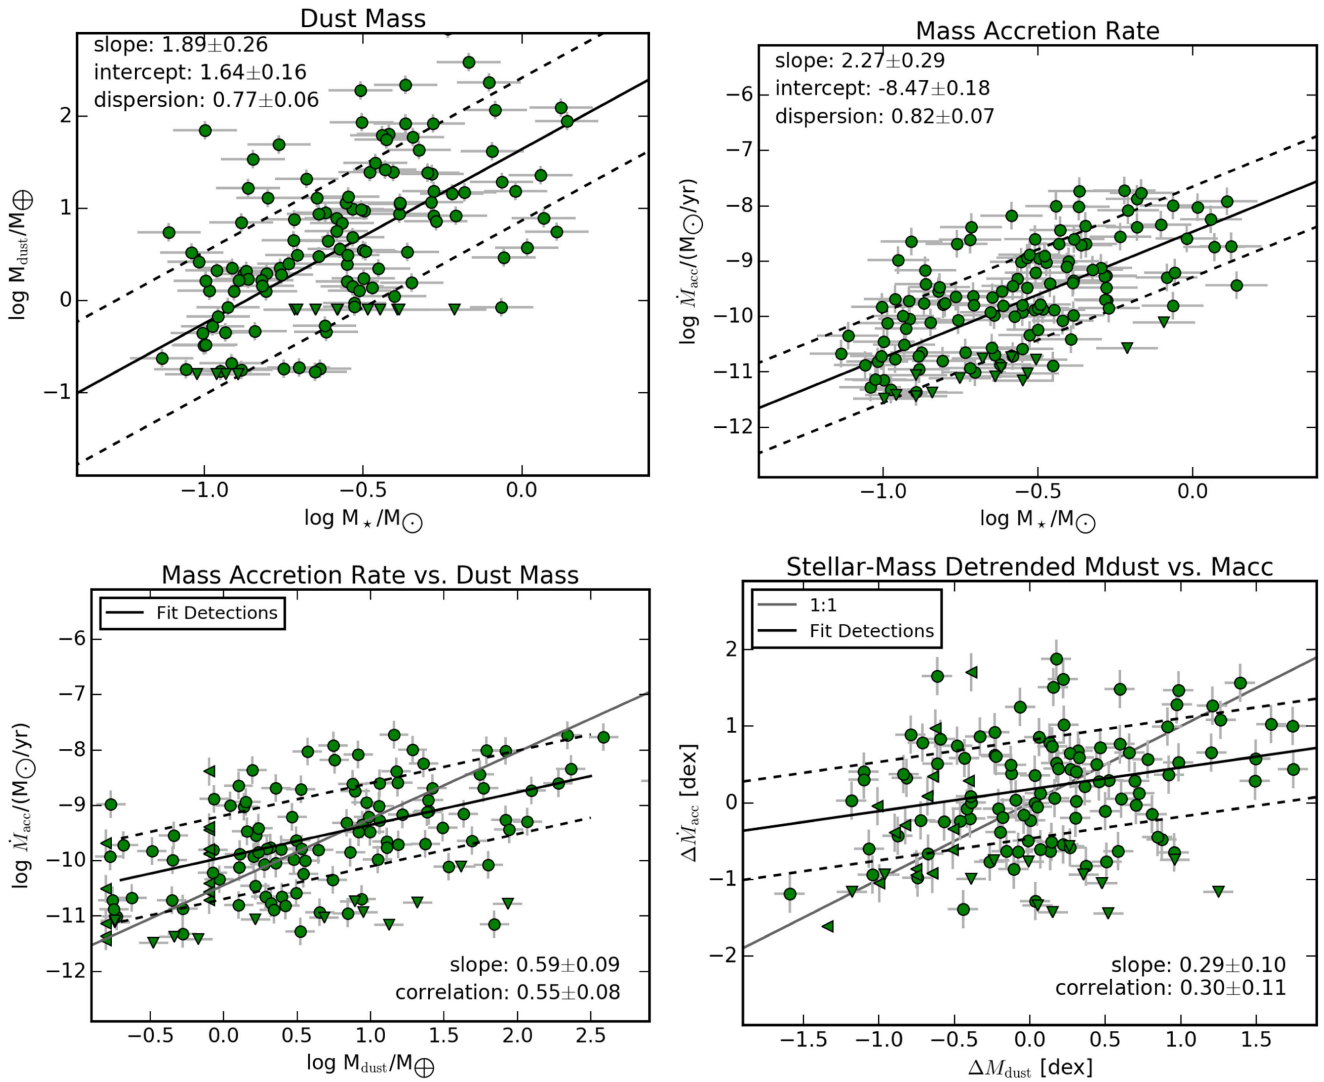 Dust Mass
slope: 1.89±0.26
intercept: 1.64±0.16
dispersion: 0.77±0.06
2
1
0
−1
log M_dust/M_⊕
−1.0 −0.5 0.0
log M_⋆/M_⊙
Mass Accretion Rate
slope: 2.27±0.29
intercept: -8.47±0.18
dispersion: 0.82±0.07
−6
−7
−8
−9
−10
−11
−12
log Ṁ_acc/(M_⊙/yr)
−1.0 −0.5 0.0
log M_⋆/M_⊙
Mass Accretion Rate vs. Dust Mass
Fit Detections
−6
−7
−8
−9
−10
−11
−12
log Ṁ_acc/(M_⊙/yr)
slope: 0.59±0.09
correlation: 0.55±0.08
−0.5 0.0 0.5 1.0 1.5 2.0 2.5
log M_dust/M_⊕
Stellar-Mass Detrended Mdust vs. Macc
1:1
Fit Detections
2
1
0
−1
−2
ΔṀ_acc [dex]
slope: 0.29±0.10
correlation: 0.30±0.11
−1.5 −1.0 −0.5 0.0 0.5 1.0 1.5
ΔM_dust [dex]